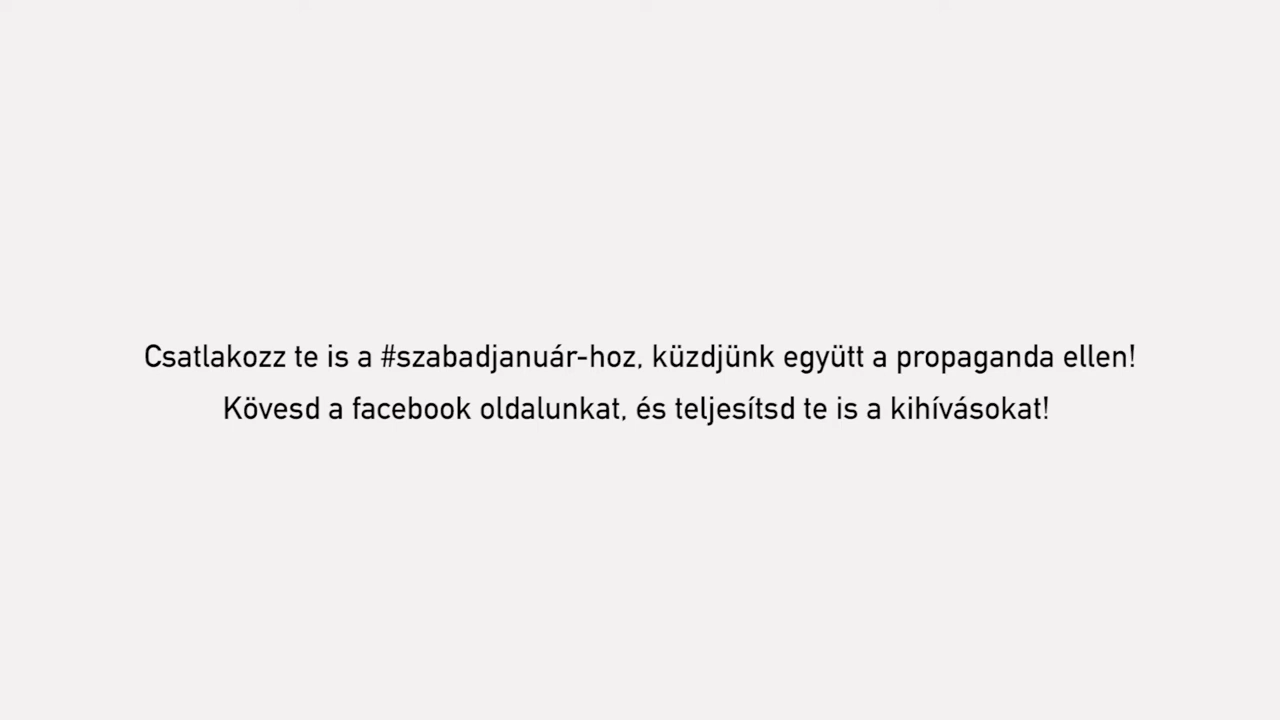 Csatlakozz te is a #szabadjanuár-hoz, küzdjünk együtt a propaganda ellen!
Kövesd a facebook oldalunkat, és teljesítsd te is a kihívásokat!